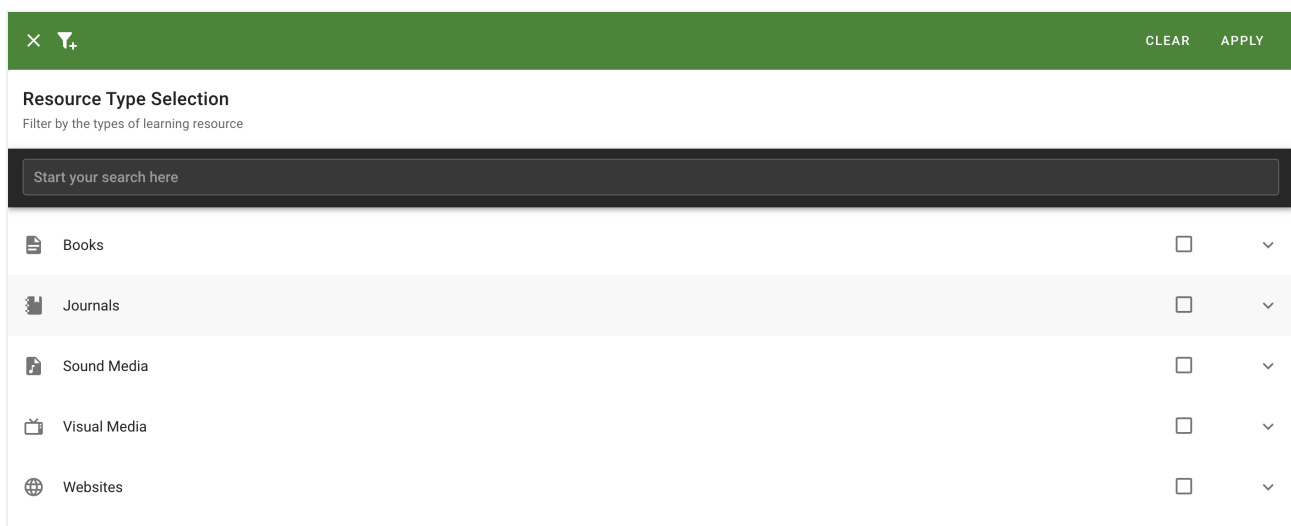 CLEAR APPLY
Resource Type Selection
Filter by the types of learning resource
Start your search here
Books
Journals
Sound Media
Visual Media
Websites